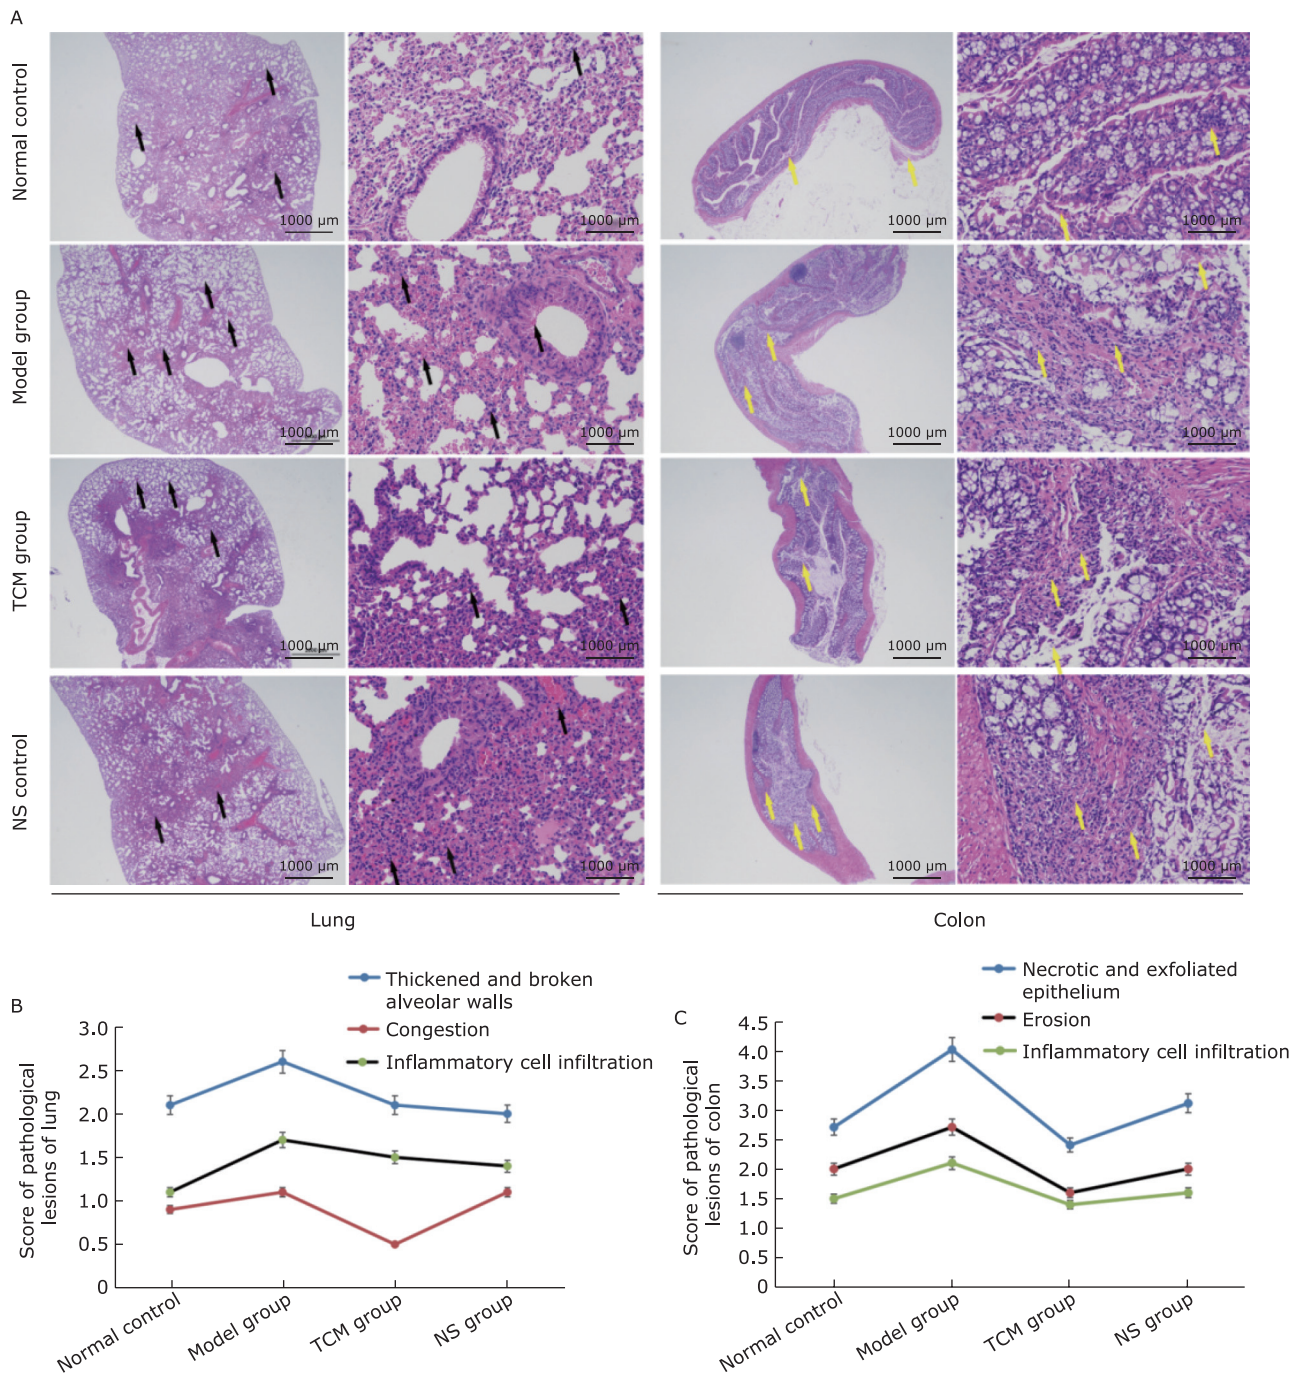 A
Normal control
1000 μm
1000 μm
1000 μm
1000 μm
Model group
1000 μm
1000 μm
1000 μm
1000 μm
TCM group
1000 μm
1000 μm
1000 μm
1000 μm
NS control
1000 μm
1000 μm
1000 μm
1000 μm
Lung
Colon
B
Thickened and broken
alveolar walls
Congestion
Inflammatory cell infiltration
Score of pathological
lesions of lung
3.0
2.5
2.0
1.5
1.0
0.5
0
Normal control
Model group
TCM group
NS group
C
Necrotic and exfoliated
epithelium
Erosion
Inflammatory cell infiltration
Score of pathological
lesions of colon
4.5
4.0
3.5
3.0
2.5
2.0
1.5
1.0
0.5
0
Normal control
Model group
TCM group
NS group